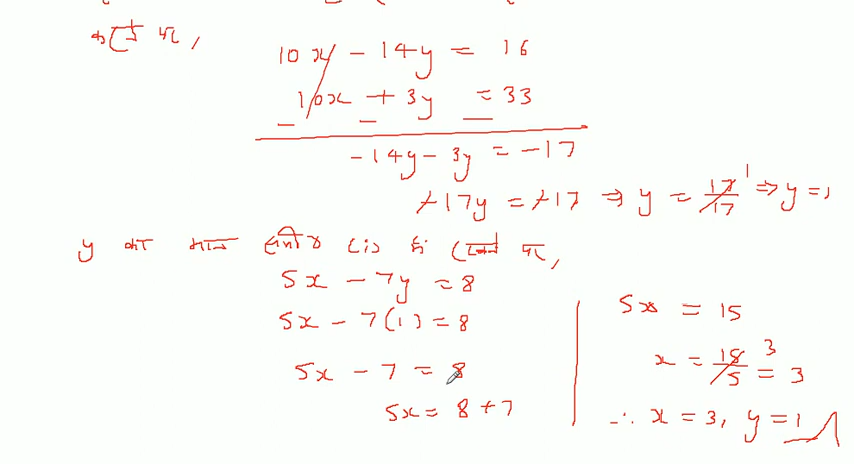 10x - 14y = 16
10x + 3y = 33
- - -
-14y - 3y = -17
-17y = -17 ⇒ y = 17/17 1 ⇒ y = 1
y का मान समी० (i) में रखने पर,
5x - 7y = 8
5x - 7(1) = 8
5x - 7 = 8
5x = 8 + 7
5x = 15
x = 15/5 3 = 3
∴ x = 3, y = 1